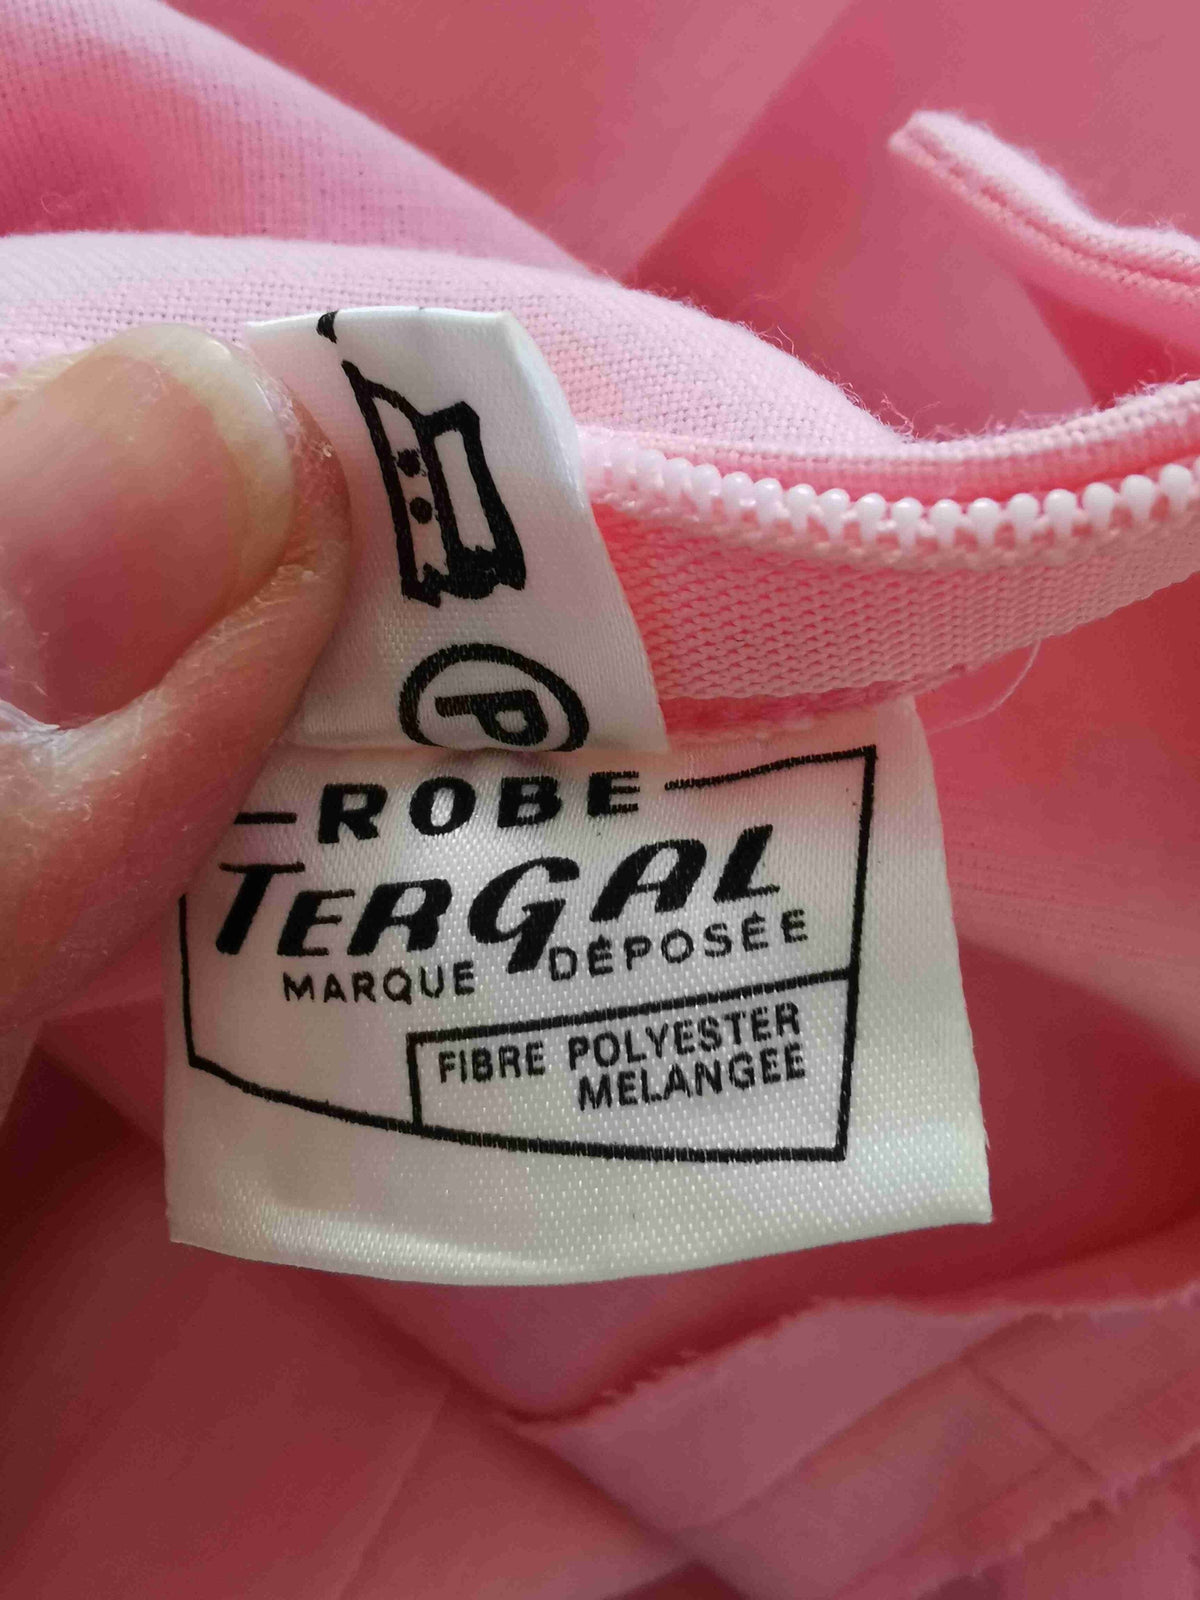 P
ROBE
TERGAL
MARQUE DÉPOSÉE
FIBRE POLYESTER
MELANGEE